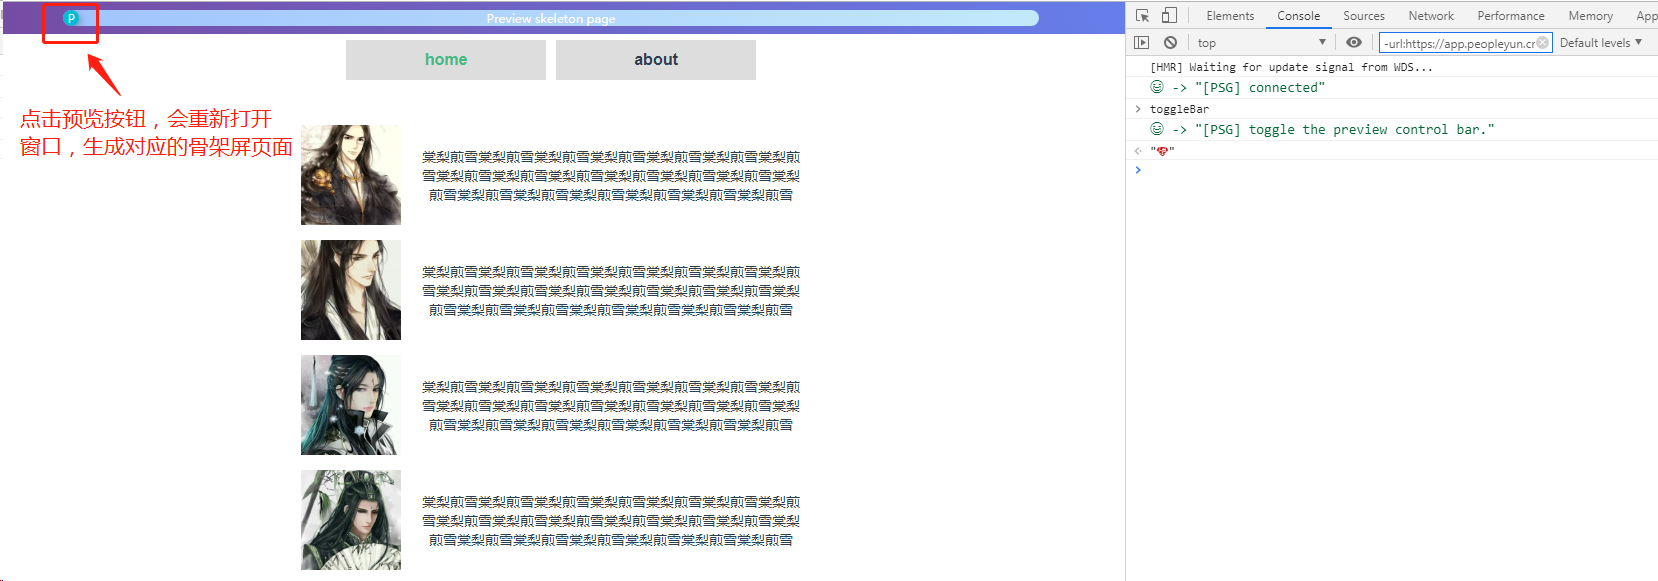 P
Preview skeleton page
home
about
点击预览按钮，会重新打开
窗口，生成对应的骨架屏页面
棠梨煎雪棠梨煎雪棠梨煎雪棠梨煎雪棠梨煎雪棠梨煎雪棠梨煎
雪棠梨煎雪棠梨煎雪棠梨煎雪棠梨煎雪棠梨煎雪棠梨煎雪棠梨
煎雪棠梨煎雪棠梨煎雪棠梨煎雪棠梨煎雪棠梨煎雪棠梨煎雪
棠梨煎雪棠梨煎雪棠梨煎雪棠梨煎雪棠梨煎雪棠梨煎雪棠梨煎
雪棠梨煎雪棠梨煎雪棠梨煎雪棠梨煎雪棠梨煎雪棠梨煎雪棠梨
煎雪棠梨煎雪棠梨煎雪棠梨煎雪棠梨煎雪棠梨煎雪棠梨煎雪
棠梨煎雪棠梨煎雪棠梨煎雪棠梨煎雪棠梨煎雪棠梨煎雪棠梨煎
雪棠梨煎雪棠梨煎雪棠梨煎雪棠梨煎雪棠梨煎雪棠梨煎雪棠梨
煎雪棠梨煎雪棠梨煎雪棠梨煎雪棠梨煎雪棠梨煎雪棠梨煎雪
棠梨煎雪棠梨煎雪棠梨煎雪棠梨煎雪棠梨煎雪棠梨煎雪棠梨煎
雪棠梨煎雪棠梨煎雪棠梨煎雪棠梨煎雪棠梨煎雪棠梨煎雪棠梨
煎雪棠梨煎雪棠梨煎雪棠梨煎雪棠梨煎雪棠梨煎雪棠梨煎雪
Elements Console Sources Network Performance Memory App
top -url:https://app.peopleyun.cr Default levels
[HMR] Waiting for update signal from WDS...
-> "[PSG] connected"
toggleBar
-> "[PSG] toggle the preview control bar."